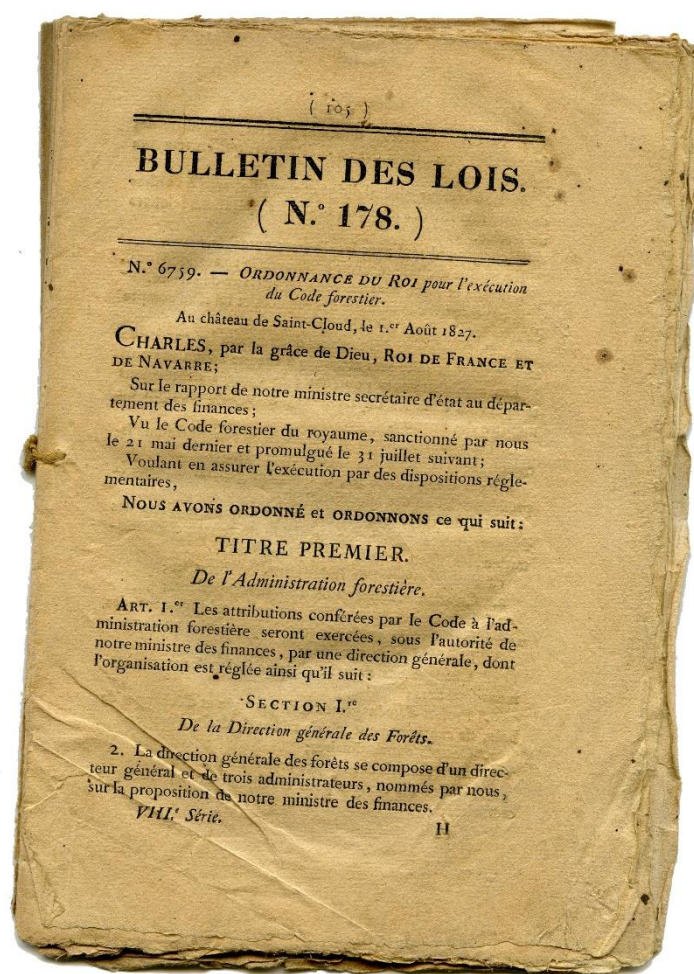 ( 105 )
BULLETIN DES LOIS.
( N.° 178. )
N.° 6759. — ORDONNANCE DU ROI pour l'exécution
du Code forestier.
Au château de Saint-Cloud, le 1.er Août 1827.
CHARLES, par la grâce de Dieu, ROI DE FRANCE ET
DE NAVARRE;
Sur le rapport de notre ministre secrétaire d'état au dépar-
tement des finances;
Vu le Code forestier du royaume, sanctionné par nous
le 21 mai dernier et promulgué le 31 juillet suivant;
Voulant en assurer l'exécution par des dispositions régle-
mentaires,
NOUS AVONS ORDONNÉ et ORDONNONS ce qui suit:
TITRE PREMIER.
De l'Administration forestière.
ART. 1.er Les attributions conférées par le Code à l'ad-
ministration forestière seront exercées, sous l'autorité de
notre ministre des finances, par une direction générale, dont
l'organisation est réglée ainsi qu'il suit:
SECTION I.re
De la Direction générale des Forêts.
2. La direction générale des forêts se compose d'un direc-
teur général et de trois administrateurs, nommés par nous,
sur la proposition de notre ministre des finances.
VIII.e Série.
H